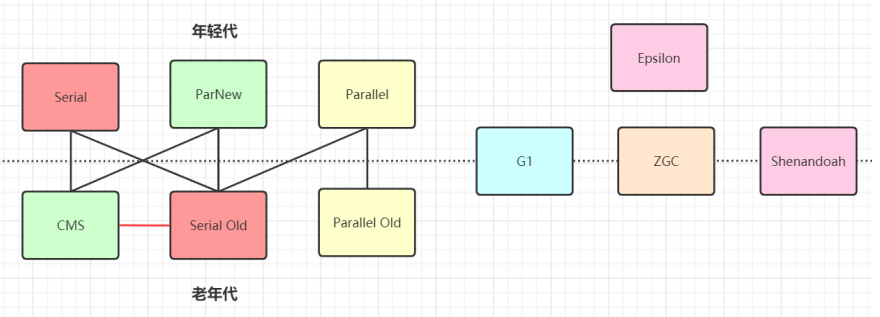 年轻代
Epsilon
Serial
ParNew
Parallel
G1
ZGC
Shenandoah
CMS
Serial Old
Parallel Old
老年代